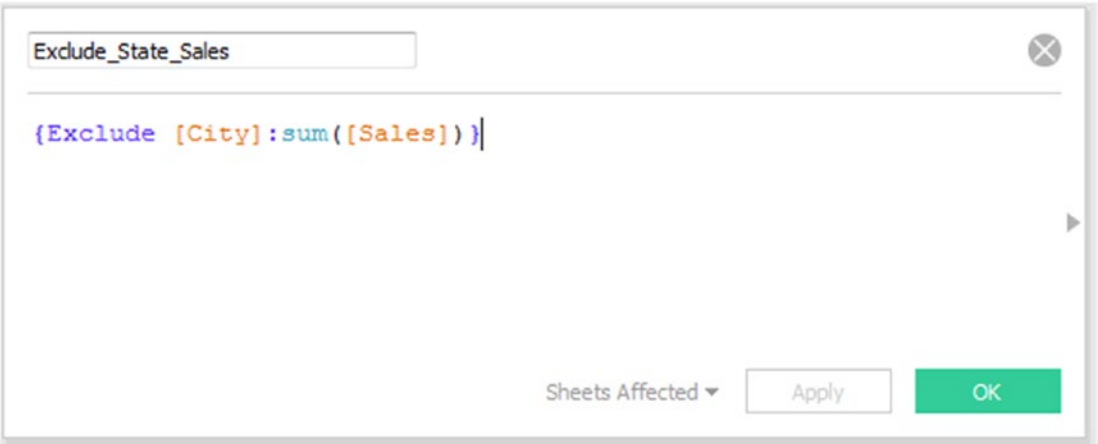 Exclude_State_Sales
{Exclude [City]:sum([Sales])}
Sheets Affected
Apply
OK